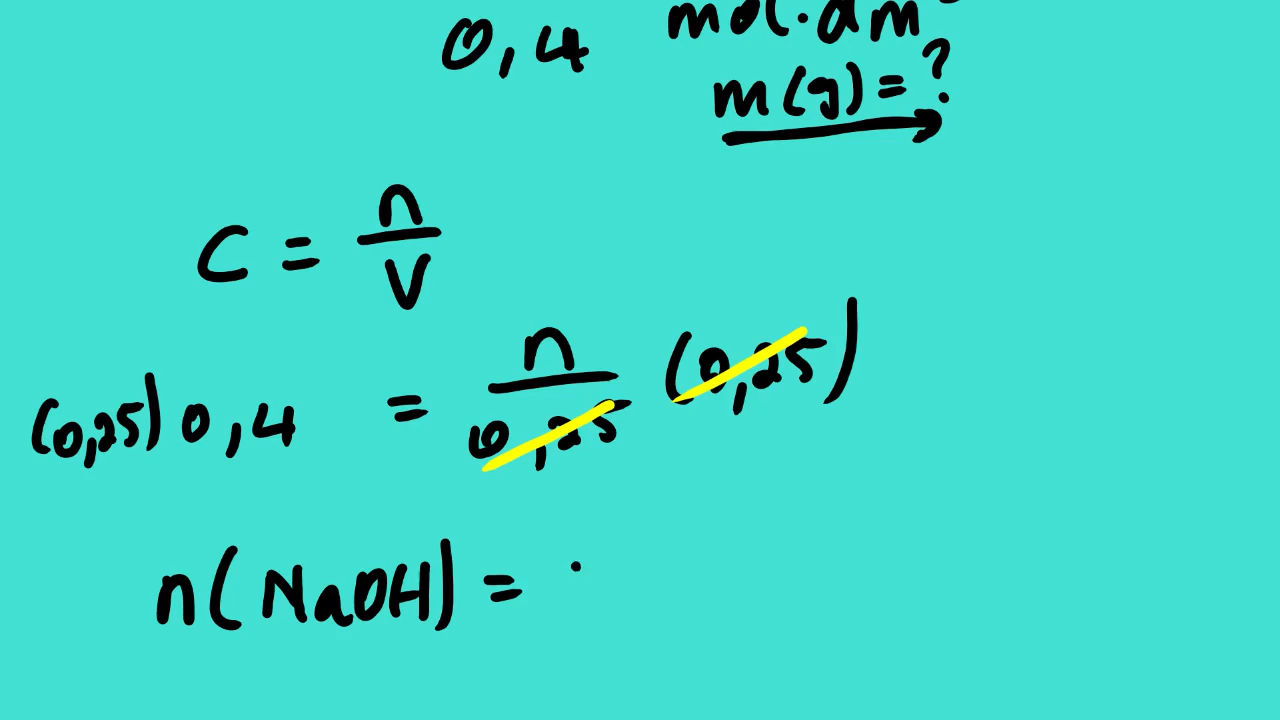 0,4 mol·dm
m(g) = ?
C = n/V
(0,25) 0,4 = n/0,25 (0,25)
n(NaOH) =